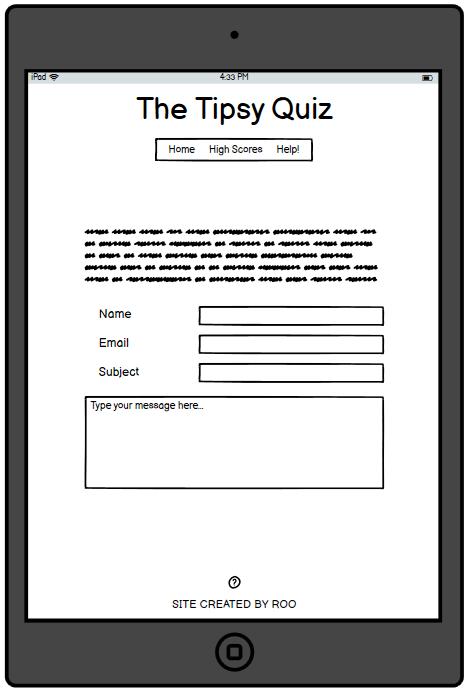 iPad 4:33 PM
The Tipsy Quiz
Home High Scores Help!
Name
Email
Subject
Type your message here...
?
SITE CREATED BY ROO